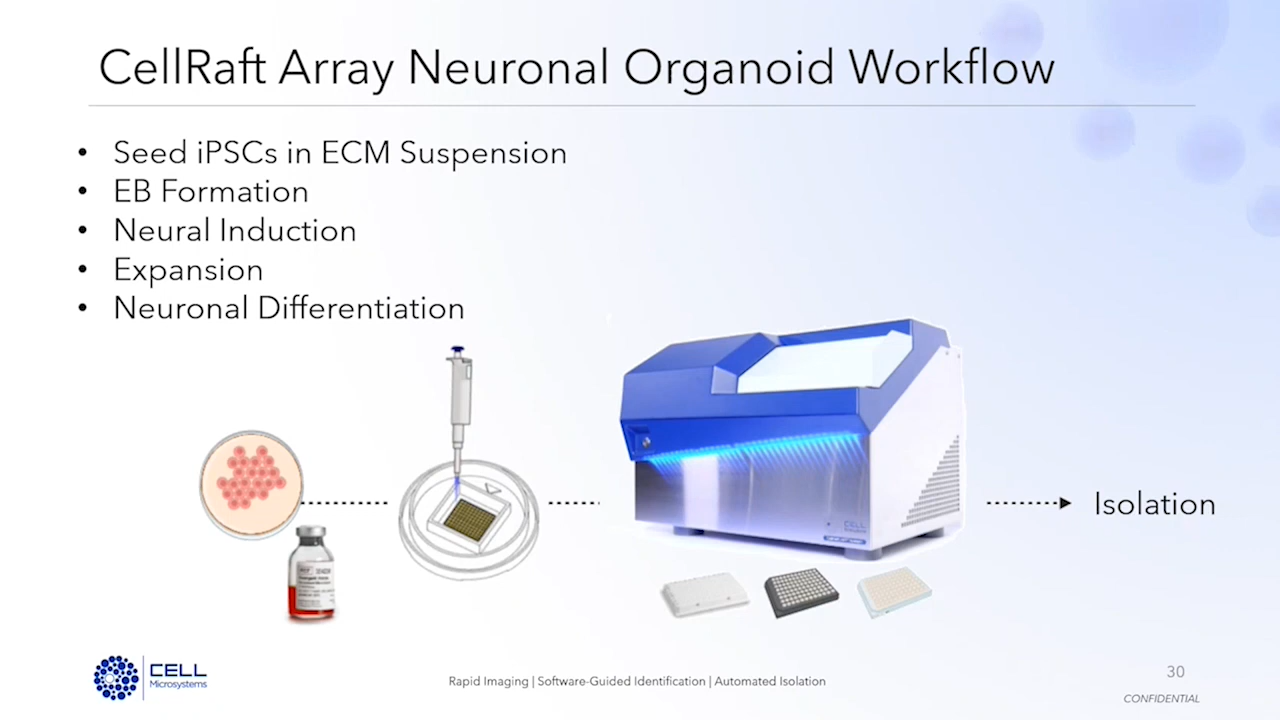 CellRaft Array Neuronal Organoid Workflow
• Seed iPSCs in ECM Suspension
• EB Formation
• Neural Induction
• Expansion
• Neuronal Differentiation
Isolation
CELL
CELL
Microsystems
Rapid Imaging | Software-Guided Identification | Automated Isolation
30
CONFIDENTIAL